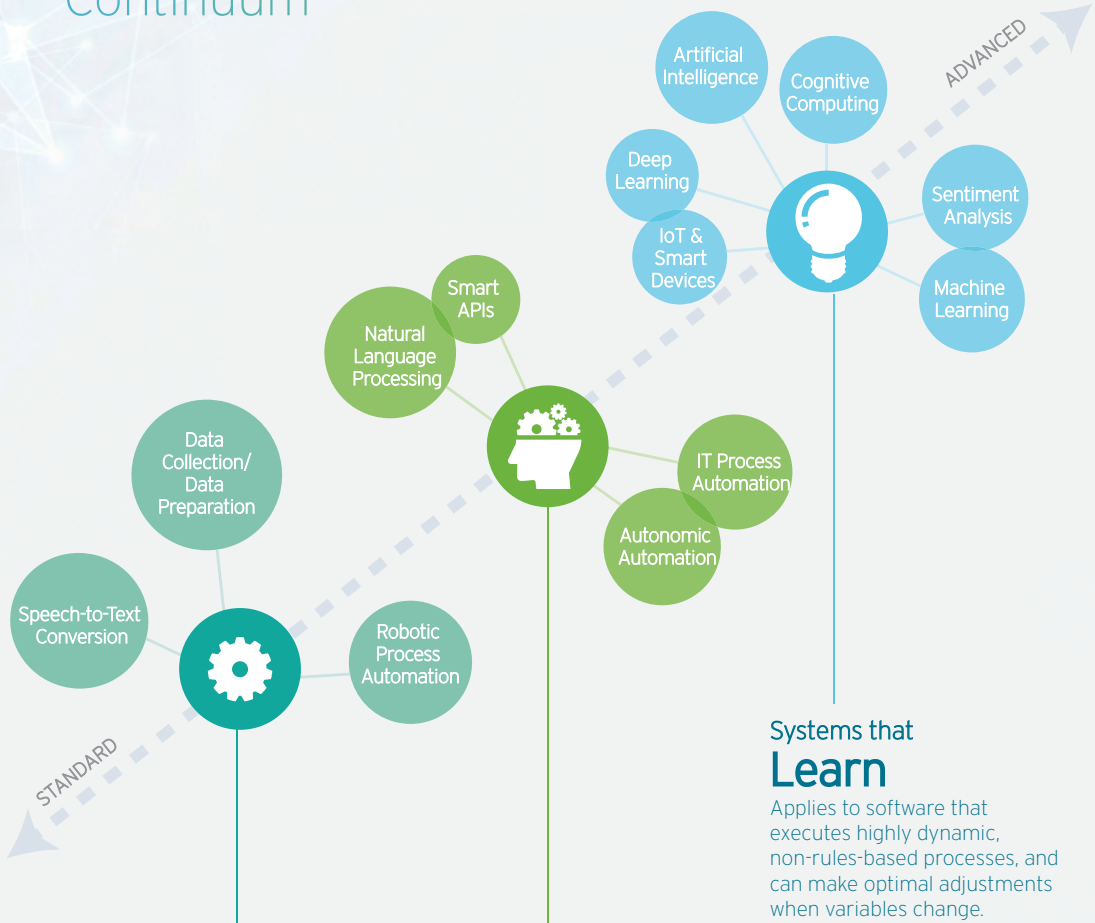 Continuum
ADVANCED
Artificial
Intelligence
Cognitive
Computing
Deep
Learning
Sentiment
Analysis
IoT &
Smart
Devices
Machine
Learning
Smart
APIs
Natural
Language
Processing
IT Process
Automation
Autonomic
Automation
Data
Collection/
Data
Preparation
Speech-to-Text
Conversion
Robotic
Process
Automation
STANDARD
Systems that
Learn
Applies to software that
executes highly dynamic,
non-rules-based processes, and
can make optimal adjustments
when variables change.